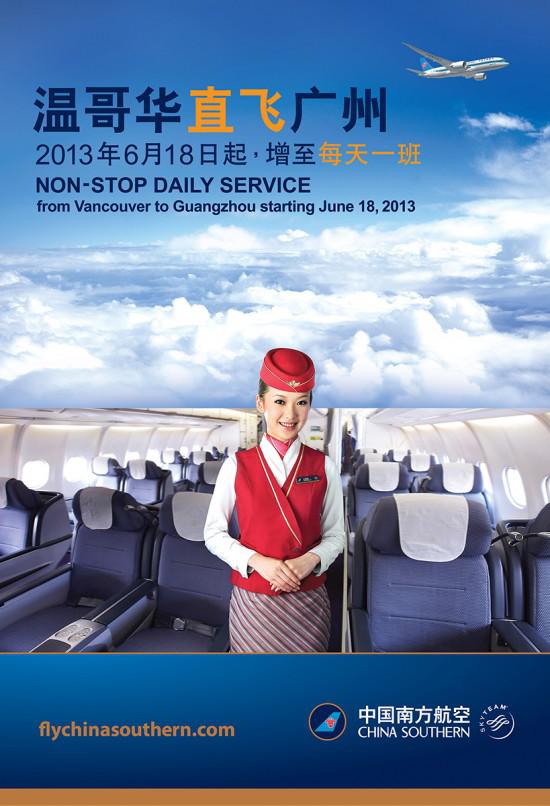 温哥华直飞广州
2013年6月18日起，增至每天一班
NON-STOP DAILY SERVICE
from Vancouver to Guangzhou starting June 18, 2013
flychinasouthern.com
中国南方航空
CHINA SOUTHERN
SKYTEAM